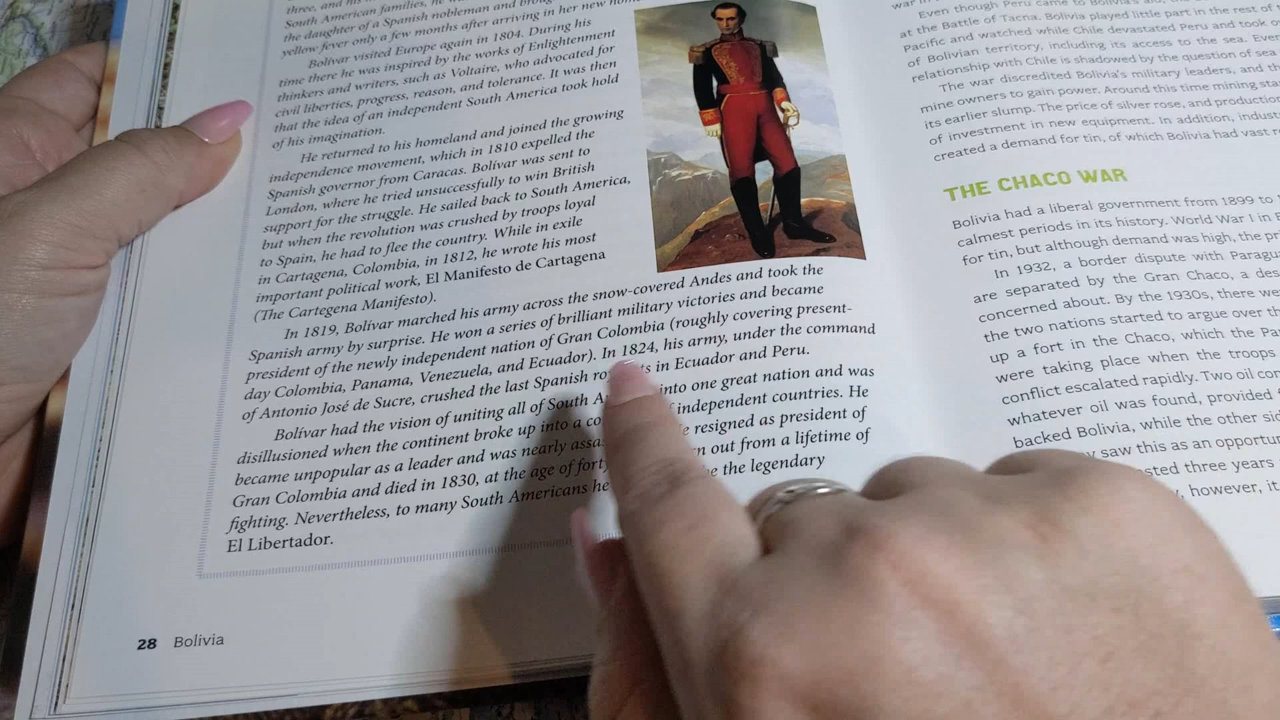 three, and his
South American families, he
the daughter of a Spanish nobleman and
yellow fever only a few months after arriving in her new
Bolivar visited Europe again in 1804. During his
time there he was inspired by the works of Enlightenment
thinkers and writers, such as Voltaire, who advocated for
civil liberties, progress, reason, and tolerance. It was then
that the idea of an independent South America took hold
of his imagination.
He returned to his homeland and joined the growing
independence movement, which in 1810 expelled the
Spanish governor from Caracas. Bolívar was sent to
London, where he tried unsuccessfully to win British
support for the struggle. He sailed back to South America,
but when the revolution was crushed by troops loyal
to Spain, he had to flee the country. While in exile
in Cartagena, Colombia, in 1812, he wrote his most
important political work, El Manifesto de Cartagena
(The Cartegena Manifesto).
In 1819, Bolívar marched his army across the snow-covered Andes and took the
Spanish army by surprise. He won a series of brilliant military victories and became
president of the newly independent nation of Gran Colombia (roughly covering present-
day Colombia, Panama, Venezuela, and Ecuador). In 1824, his army, under the command
of Antonio José de Sucre, crushed the last Spanish in Ecuador and Peru.
Bolívar had the vision of uniting all of South into one great nation and was
disillusioned when the continent broke up into a independent countries. He
became unpopular as a leader and was nearly resigned as president of
Gran Colombia and died in 1830, at the age of out from a lifetime of
fighting. Nevertheless, to many South Americans he the legendary
El Libertador.
28 Bolivia
war in
Even though Peru came to Bolivia's aid,
at the Battle of Tacna. Bolivia played little part in the rest of
Pacific and watched while Chile devastated Peru and took
of Bolivian territory, including its access to the sea.
relationship with Chile is shadowed by the question of sea
The war discredited Bolivia's military leaders, and
mine owners to gain power. Around this time mining
its earlier slump. The price of silver rose, and
of investment in new equipment. In addition,
created a demand for tin, of which Bolivia had vast
THE CHACO WAR
Bolivia had a liberal government from 1899 to
calmest periods in its history. World War I in
for tin, but although demand was high, the
In 1932, a border dispute with
are separated by the Gran Chaco, a
concerned about. By the 1930s, there
the two nations started to argue over
up a fort in the Chaco, which the
were taking place when the troops
conflict escalated rapidly. Two oil
whatever oil was found, provided
backed Bolivia, while the other
saw this as an
three years
however, it